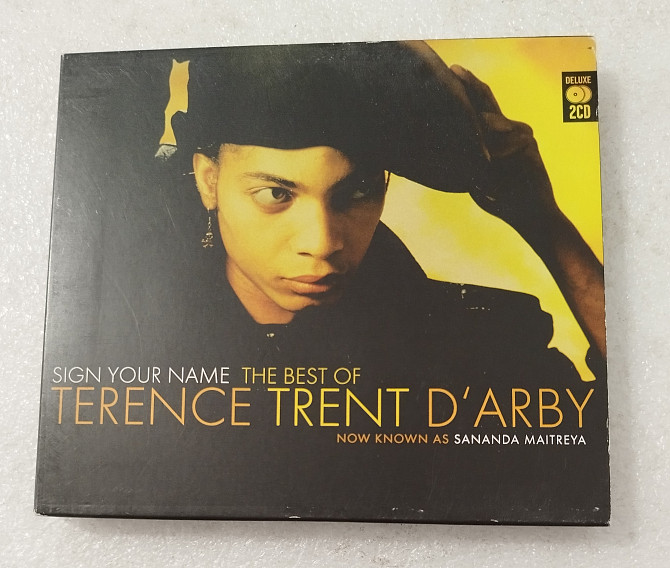 DELUXE
2CD
SIGN YOUR NAME THE BEST OF
TERENCE TRENT D‘ARBY
NOW KNOWN AS SANANDA MAITREYA